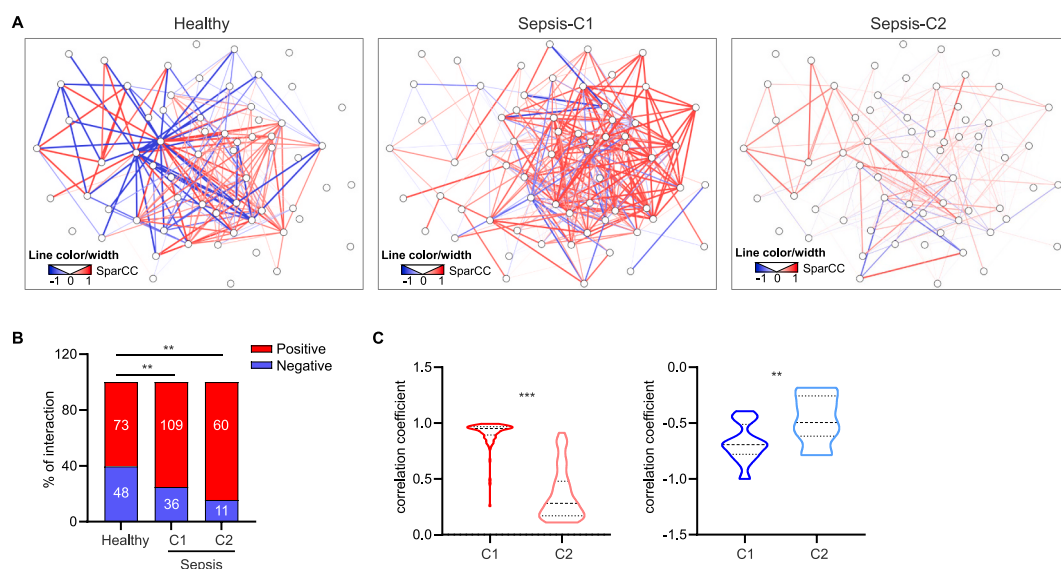 A
Healthy
Sepsis-C1
Sepsis-C2
Line color/width
SparCC
-1 0 1
Line color/width
SparCC
-1 0 1
Line color/width
SparCC
-1 0 1
B
Positive
Negative
% of interaction
120
80
40
0
**
**
73
109
60
48
36
11
Healthy
C1
C2
Sepsis
C
correlation coefficient
1.5
1.0
0.5
0.0
***
C1
C2
correlation coefficient
0.0
-0.5
-1.0
-1.5
**
C1
C2